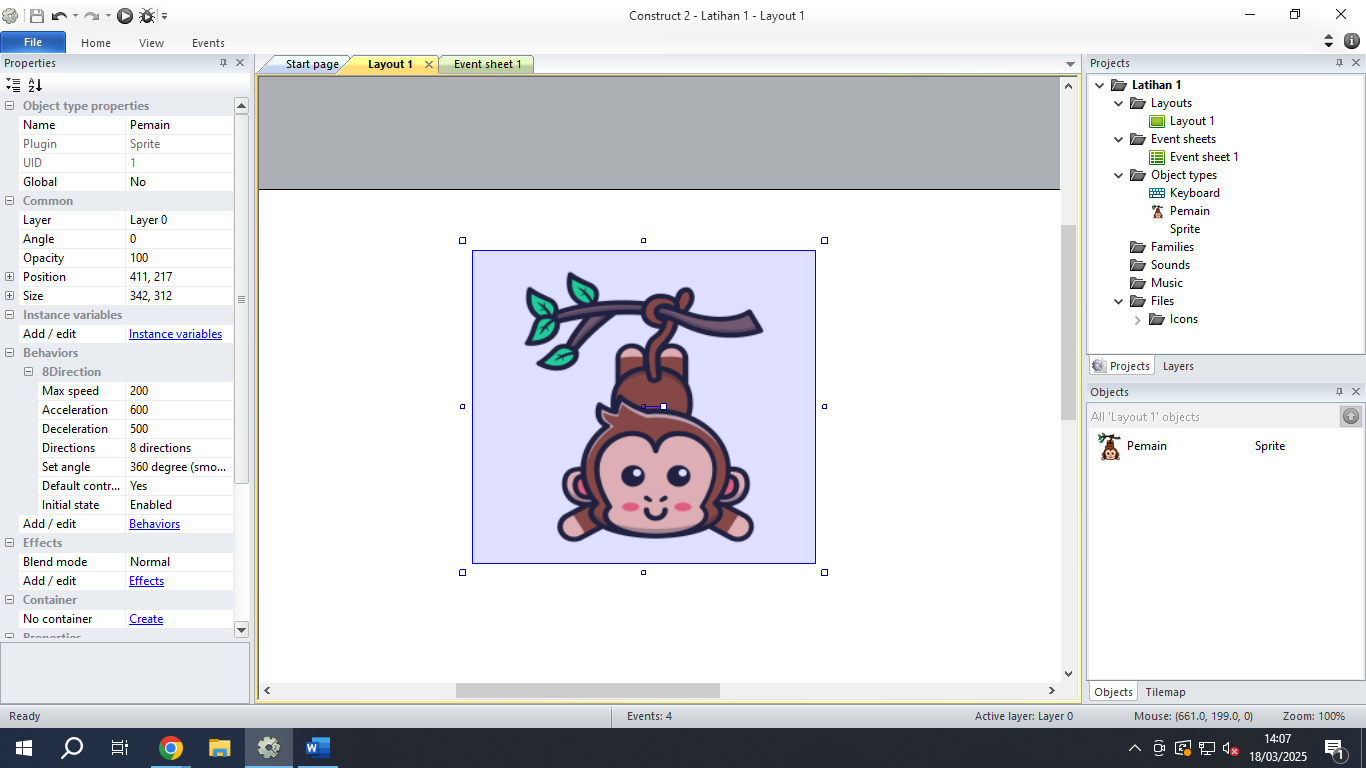 Construct 2 - Latihan 1 - Layout 1
File Home View Events
Properties
Object type properties
Name Pemain
Plugin Sprite
UID 1
Global No
Common
Layer Layer 0
Angle 0
Opacity 100
Position 411, 217
Size 342, 312
Instance variables
Add / edit Instance variables
Behaviors
8Direction
Max speed 200
Acceleration 600
Deceleration 500
Directions 8 directions
Set angle 360 degree (smo...
Default contr... Yes
Initial state Enabled
Add / edit Behaviors
Effects
Blend mode Normal
Add / edit Effects
Container
No container Create
Properties
Start page Layout 1 Event sheet 1
Projects
Latihan 1
Layouts
Layout 1
Event sheets
Event sheet 1
Object types
Keyboard
Pemain
Sprite
Families
Sounds
Music
Files
Icons
Projects Layers
Objects
All 'Layout 1' objects
Pemain Sprite
Objects Tilemap
Ready Events: 4 Active layer: Layer 0 Mouse: (661.0, 199.0, 0) Zoom: 100%
14:07
18/03/2025
1